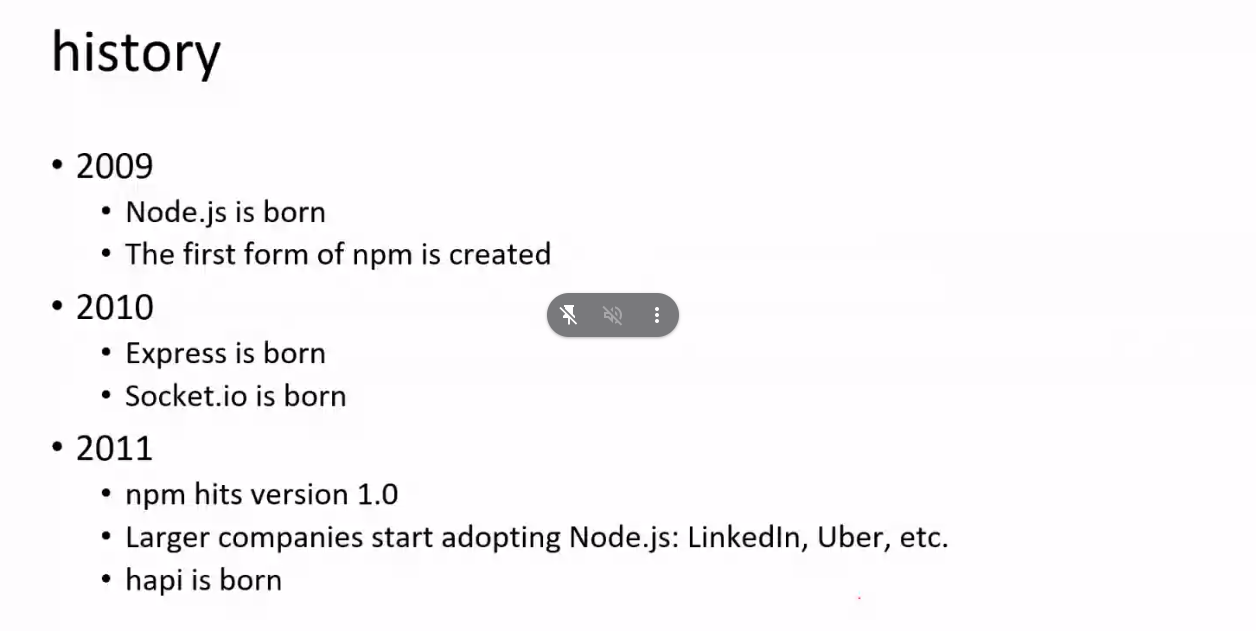 history
• 2009
• Node.js is born
• The first form of npm is created
• 2010
• Express is born
• Socket.io is born
• 2011
• npm hits version 1.0
• Larger companies start adopting Node.js: LinkedIn, Uber, etc.
• hapi is born